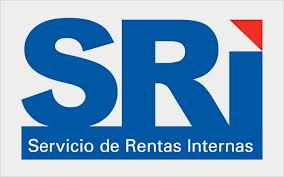 SRi
Servicio de Rentas Internas